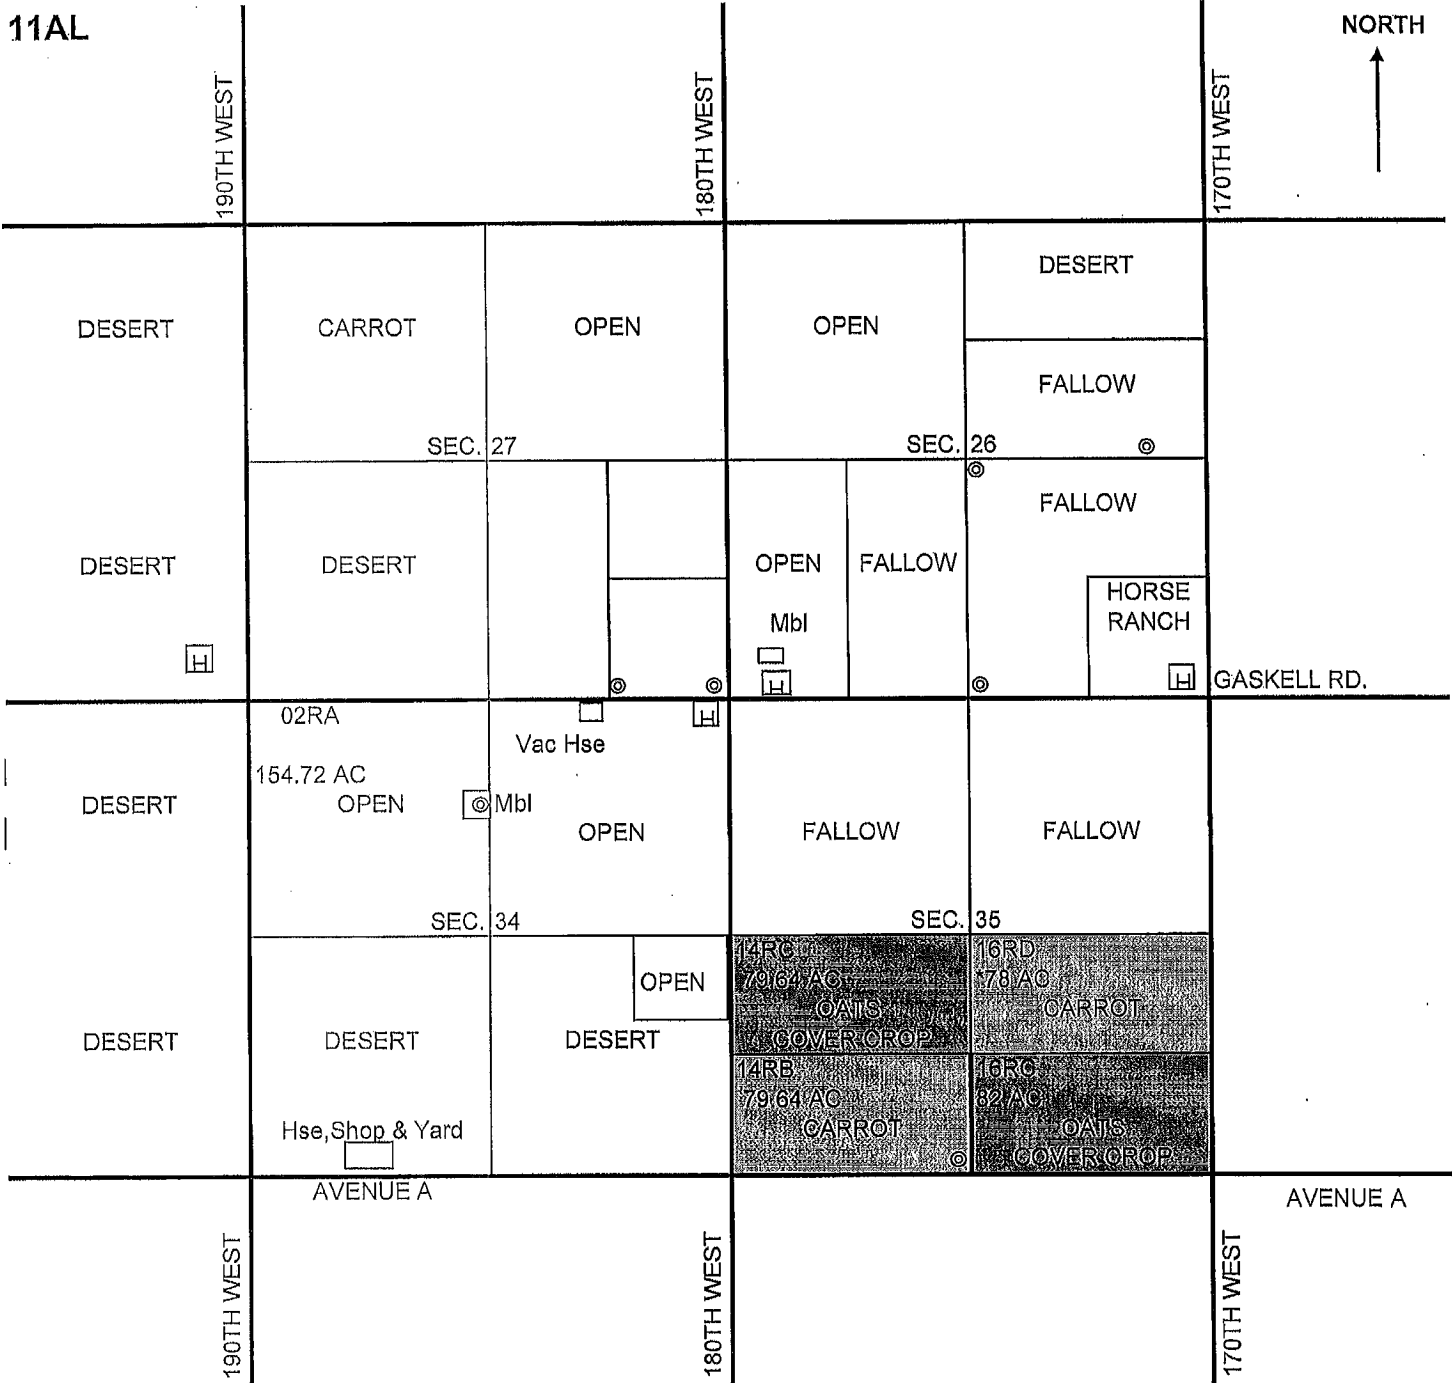 11AL
NORTH
190TH WEST
180TH WEST
170TH WEST
DESERT
CARROT
OPEN
OPEN
DESERT
FALLOW
SEC. 27
SEC. 26
DESERT
DESERT
OPEN
Mbl
H
FALLOW
FALLOW
HORSE
RANCH
H
H
GASKELL RD.
02RA
154.72 AC
OPEN
Mbl
Vac Hse
H
DESERT
OPEN
FALLOW
FALLOW
SEC. 34
SEC. 35
DESERT
DESERT
DESERT
OPEN
14RC
79.64 AC
OATS
COVER CROP
16RD
*78 AC
CARROT
14RB
79.64 AC
CARROT
16RC
82 AC
OATS
COVER CROP
Hse,Shop & Yard
AVENUE A
AVENUE A
190TH WEST
180TH WEST
170TH WEST